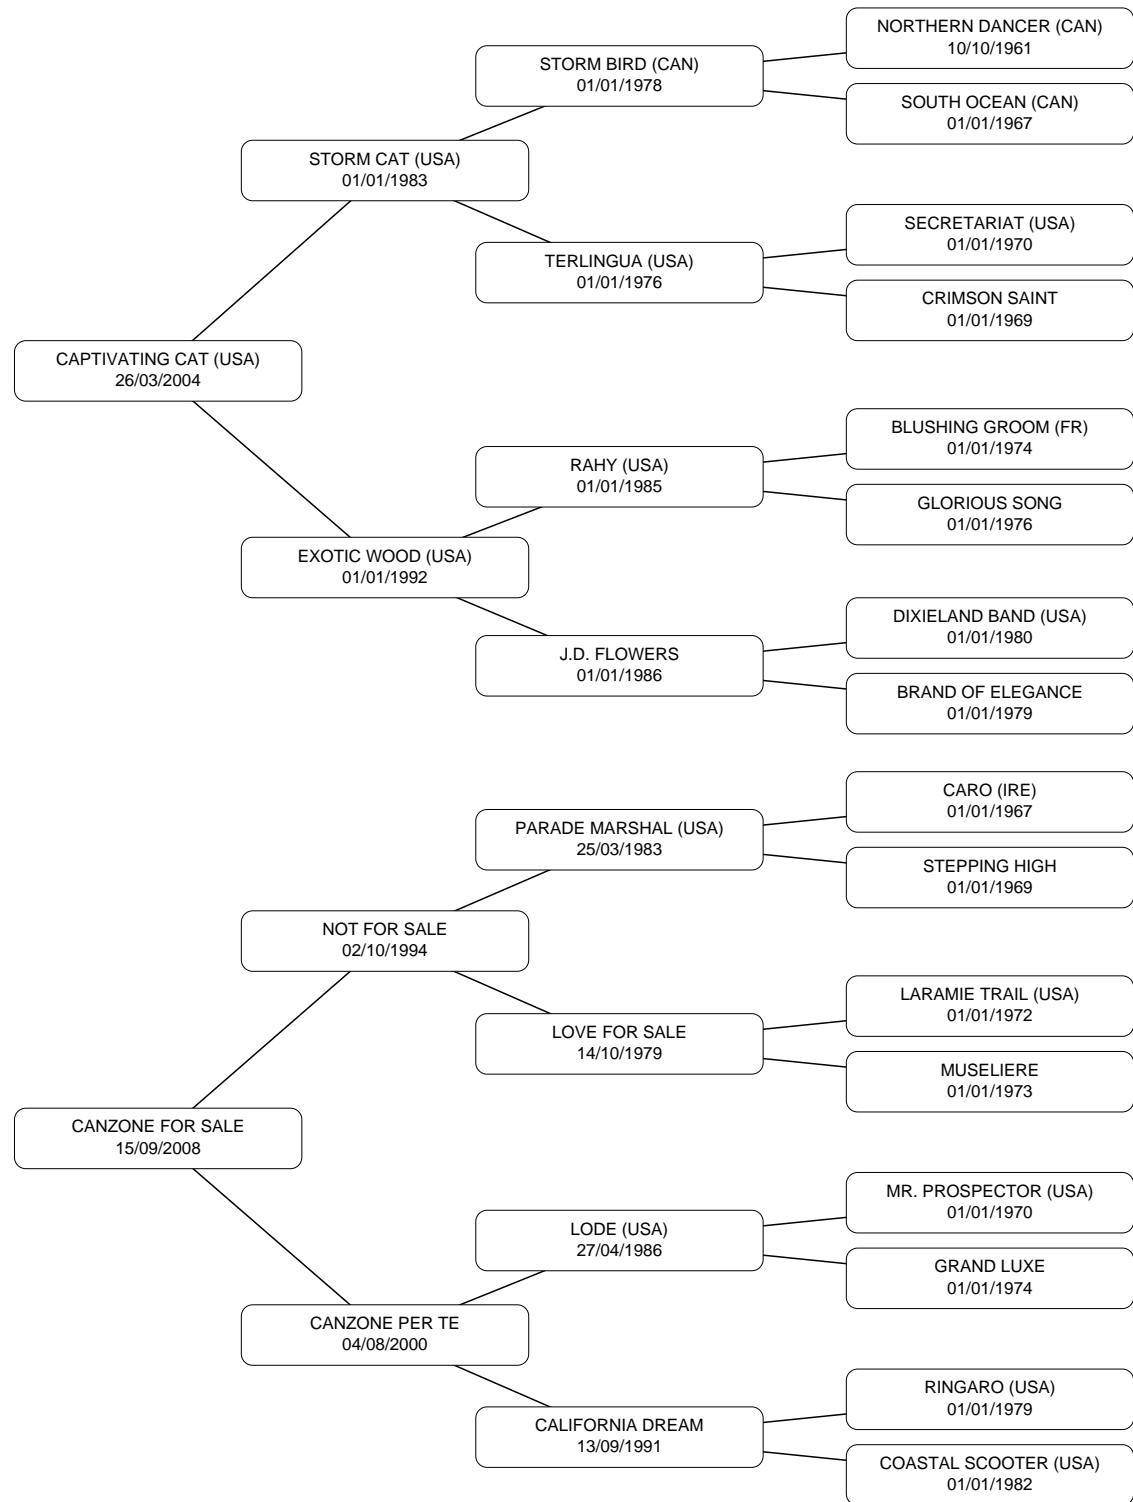 NORTHERN DANCER (CAN)
10/10/1961
STORM BIRD (CAN)
01/01/1978
SOUTH OCEAN (CAN)
01/01/1967
STORM CAT (USA)
01/01/1983
SECRETARIAT (USA)
01/01/1970
TERLINGUA (USA)
01/01/1976
CRIMSON SAINT
01/01/1969
CAPTIVATING CAT (USA)
26/03/2004
BLUSHING GROOM (FR)
01/01/1974
RAHY (USA)
01/01/1985
GLORIOUS SONG
01/01/1976
EXOTIC WOOD (USA)
01/01/1992
DIXIELAND BAND (USA)
01/01/1980
J.D. FLOWERS
01/01/1986
BRAND OF ELEGANCE
01/01/1979
CARO (IRE)
01/01/1967
PARADE MARSHAL (USA)
25/03/1983
STEPPING HIGH
01/01/1969
NOT FOR SALE
02/10/1994
LARAMIE TRAIL (USA)
01/01/1972
LOVE FOR SALE
14/10/1979
MUSELIERE
01/01/1973
CANZONE FOR SALE
15/09/2008
MR. PROSPECTOR (USA)
01/01/1970
LODE (USA)
27/04/1986
GRAND LUXE
01/01/1974
CANZONE PER TE
04/08/2000
RINGARO (USA)
01/01/1979
CALIFORNIA DREAM
13/09/1991
COASTAL SCOOTER (USA)
01/01/1982